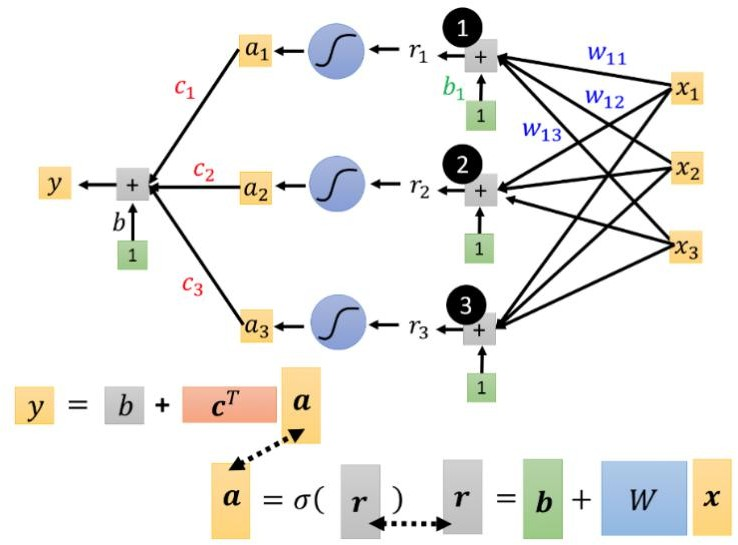 1
w₁₁
a₁
r₁
+
x₁
c₁
b₁
w₁₂
1
w₁₃
2
c₂
x₂
y
+
a₂
r₂
+
b
1
1
x₃
c₃
3
a₃
r₃
+
1
y = b + cᵀ a
a = σ( r ) r = b + W x